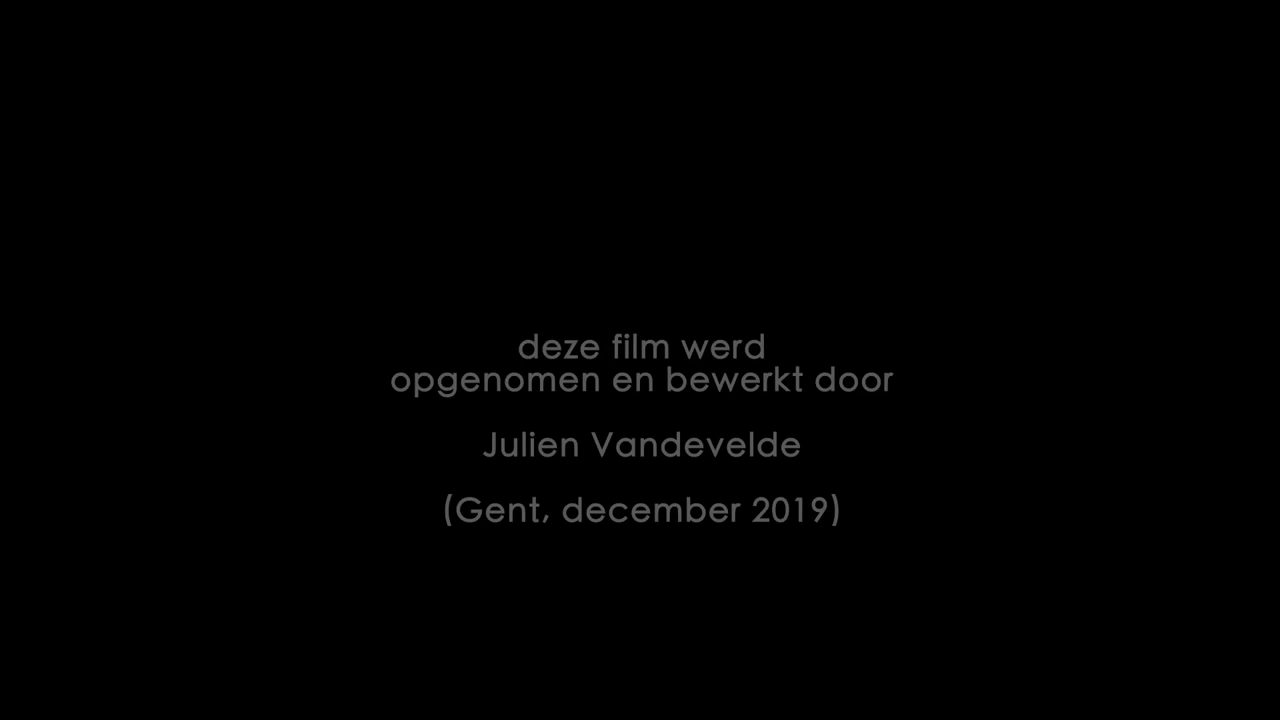 deze film werd
opgenomen en bewerkt door
Julien Vandevelde
(Gent, december 2019)